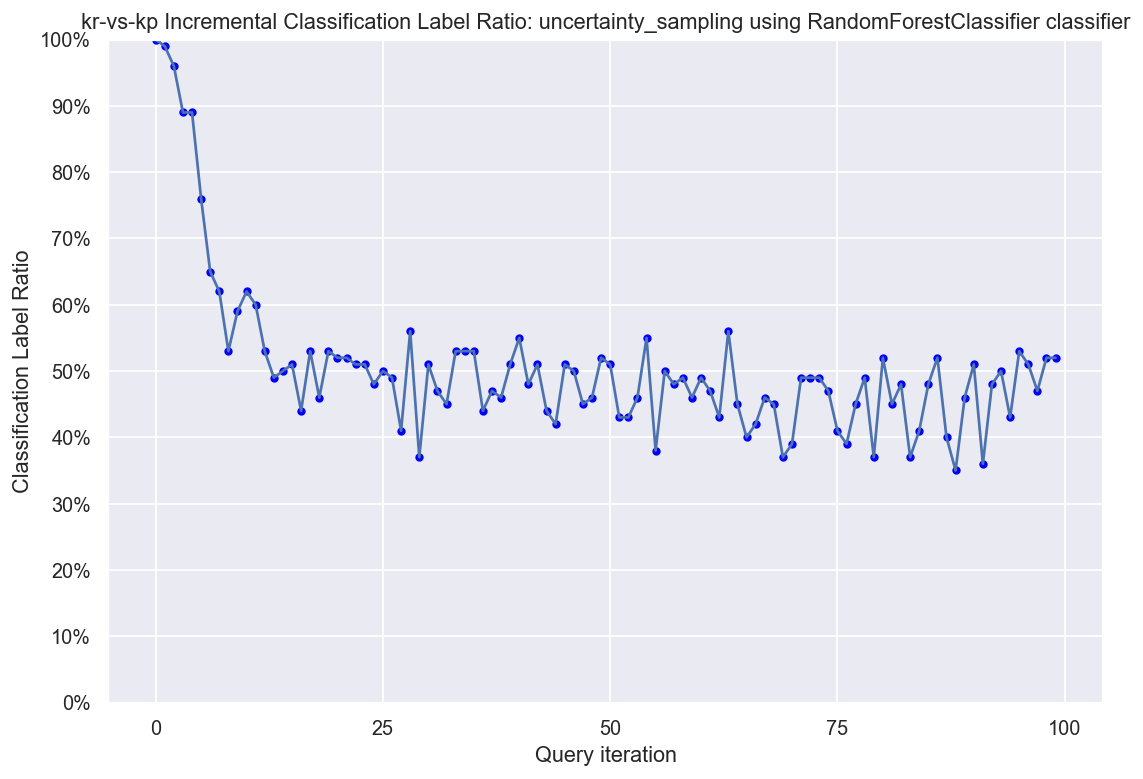 kr-vs-kp Incremental Classification Label Ratio: uncertainty_sampling using RandomForestClassifier classifier
100%
90%
80%
70%
60%
50%
40%
30%
20%
10%
0%
Classification Label Ratio
0 25 50 75 100
Query iteration